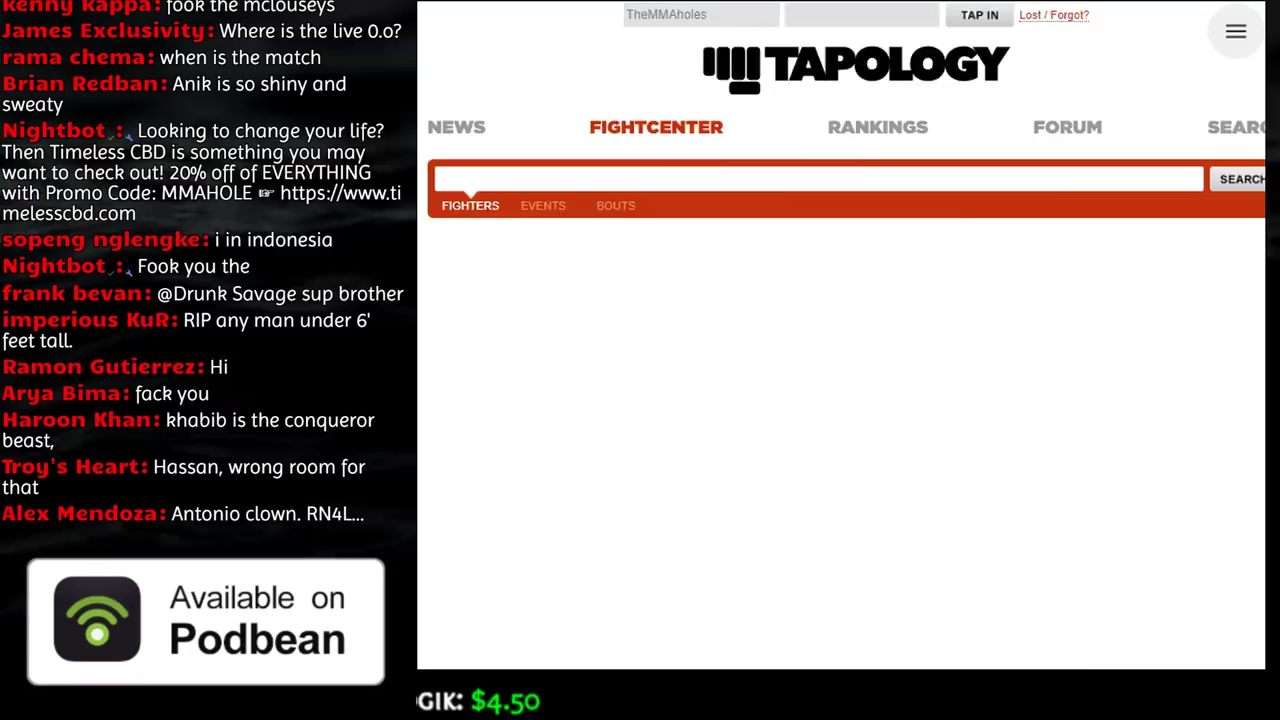 kenny kappa: fook the mclouseys
James Exclusivity: Where is the live 0.o?
rama chema: when is the match
Brian Redban: Anik is so shiny and
sweaty
Nightbot : Looking to change your life?
Then Timeless CBD is something you may
want to check out! 20% off of EVERYTHING
with Promo Code: MMAHOLE ☞ https://www.ti
melesscbd.com
sopeng nglengke: i in indonesia
Nightbot : Fook you the
frank bevan: @Drunk Savage sup brother
imperious KuR: RIP any man under 6'
feet tall.
Ramon Gutierrez: Hi
Arya Bima: fack you
Haroon Khan: khabib is the conqueror
beast,
Troy's Heart: Hassan, wrong room for
that
Alex Mendoza: Antonio clown. RN4L...
Available on
Podbean
TheMMAholes
TAP IN
Lost / Forgot?
TAPOLOGY
NEWS FIGHTCENTER RANKINGS FORUM SEARC
SEARCH
FIGHTERS EVENTS BOUTS
GIK: $4.50